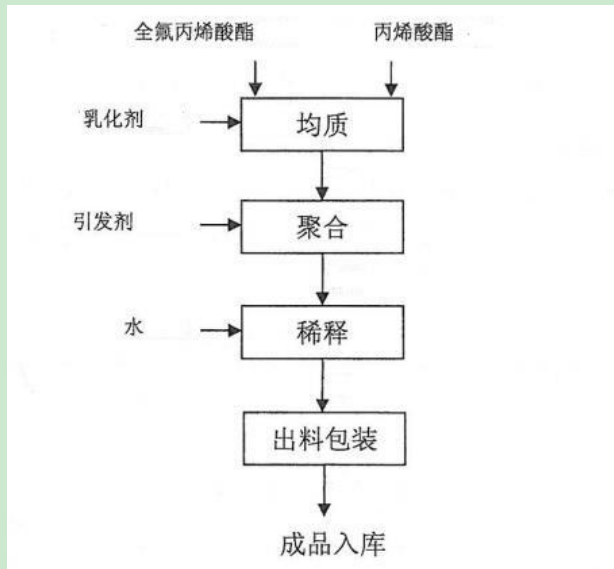 全氟丙烯酸酯
丙烯酸酯
乳化剂
均质
引发剂
聚合
水
稀释
出料包装
成品入库